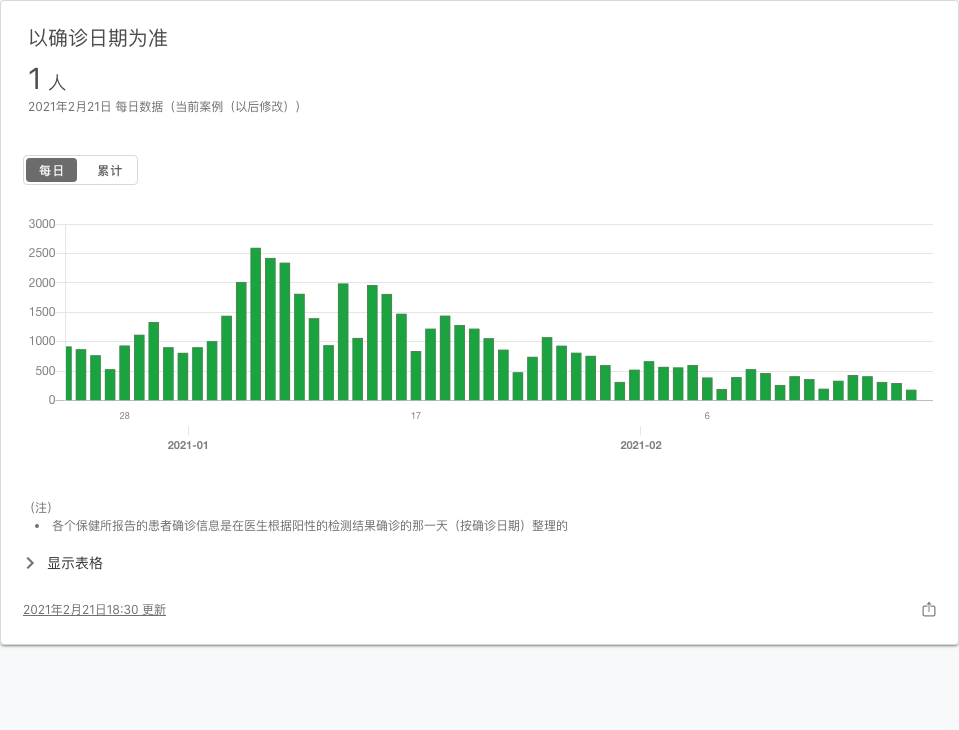 以确诊日期为准
1 人
2021年2月21日 每日数据（当前案例（以后修改））
每日 累计
3000
2500
2000
1500
1000
500
0
28 17 6
2021-01 2021-02
（注）
• 各个保健所报告的患者确诊信息是在医生根据阳性的检测结果确诊的那一天（按确诊日期）整理的
显示表格
2021年2月21日18:30 更新